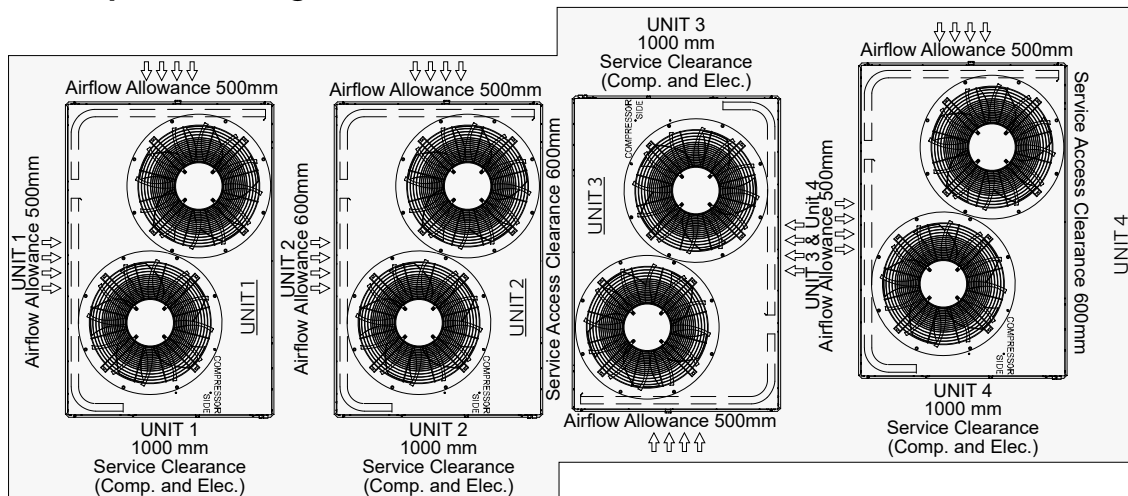 UNIT 3
1000 mm
Service Clearance
(Comp. and Elec.)
Airflow Allowance 500mm
Airflow Allowance 500mm
Airflow Allowance 500mm
UNIT 1
Airflow Allowance 500mm
UNIT 1
COMPRESSOR
SIDE
UNIT 2
Airflow Allowance 600mm
UNIT 2
COMPRESSOR
SIDE
Service Access Clearance 600mm
COMPRESSOR
SIDE
UNIT 3
UNIT 3 & Unit 4
Airflow Allowance 500mm
COMPRESSOR
SIDE
Service Access Clearance 600mm
UNIT 4
UNIT 1
1000 mm
Service Clearance
(Comp. and Elec.)
UNIT 2
1000 mm
Service Clearance
(Comp. and Elec.)
Airflow Allowance 500mm
UNIT 4
1000 mm
Service Clearance
(Comp. and Elec.)